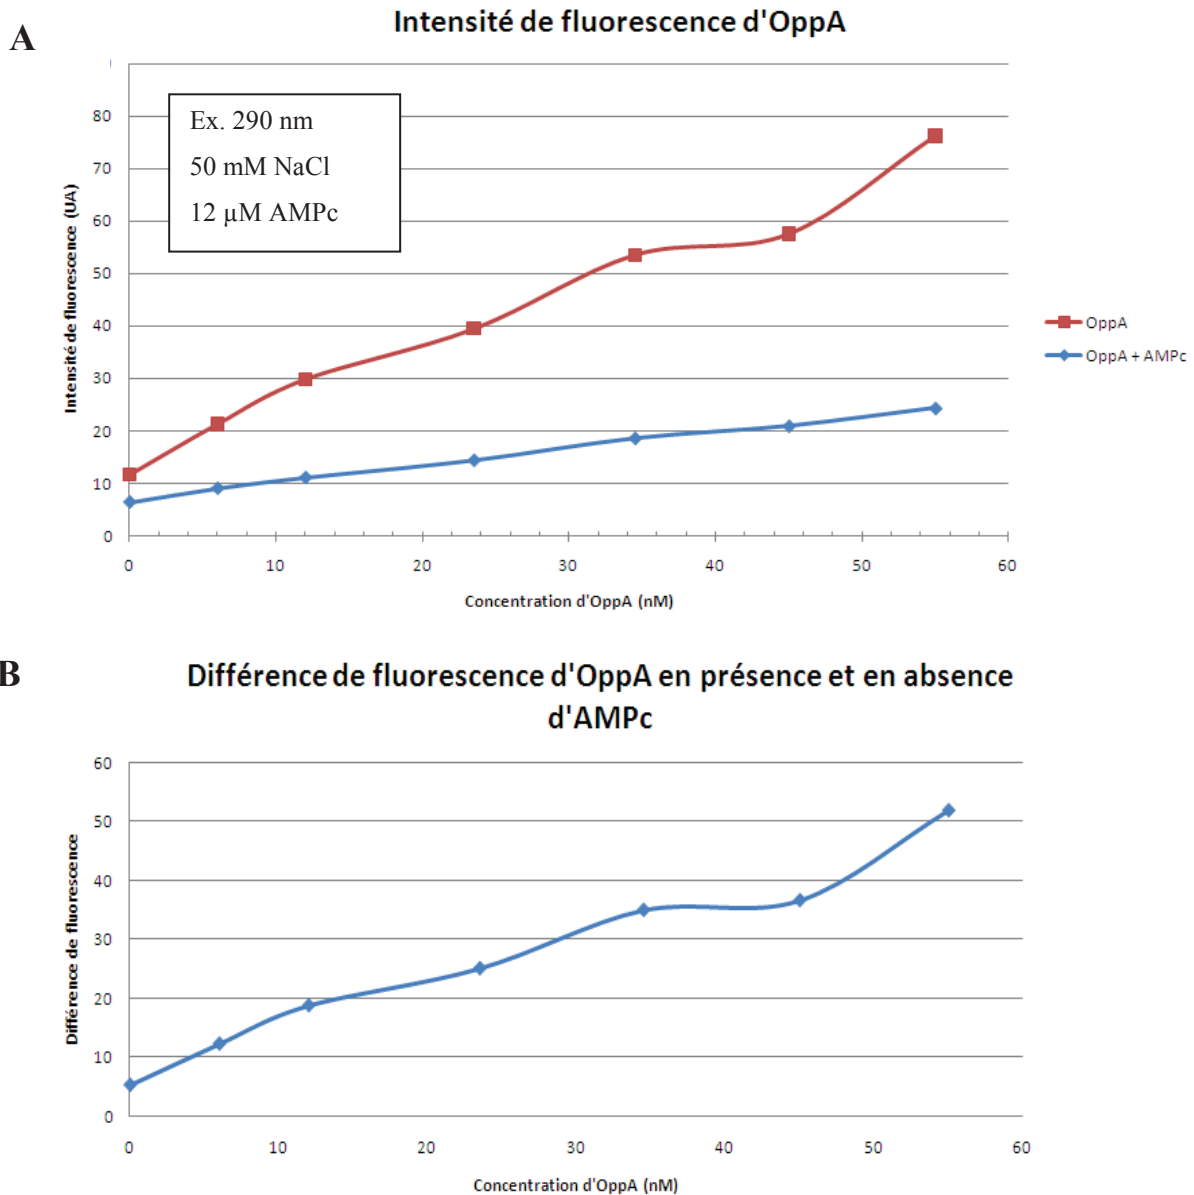 A
Intensité de fluorescence d'OppA
Ex. 290 nm
50 mM NaCl
12 µM AMPc
Intensité de fluorescence (UA)
80
70
60
50
40
30
20
10
0
0 10 20 30 40 50 60
Concentration d'OppA (nM)
OppA
OppA + AMPc
B
Différence de fluorescence d'OppA en présence et en absence
d'AMPc
Différence de fluorescence
60
50
40
30
20
10
0
0 10 20 30 40 50 60
Concentration d'OppA (nM)